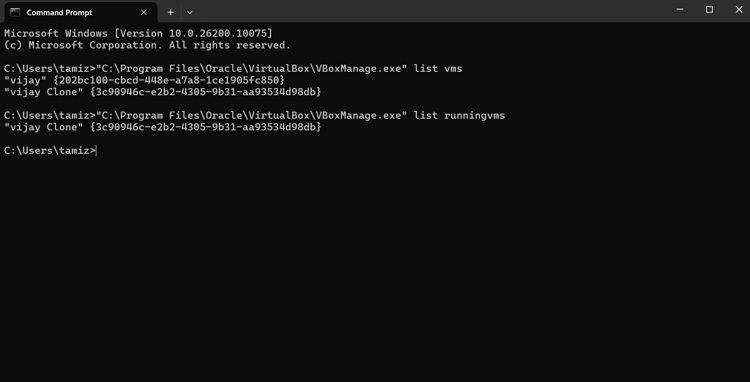 Command Prompt
Microsoft Windows [Version 10.0.26200.10075]
(c) Microsoft Corporation. All rights reserved.
C:\Users\tamiz>"C:\Program Files\Oracle\VirtualBox\VBoxManage.exe" list vms
"vijay" {202bc100-cbcd-448e-a7a8-1ce1905fc850}
"vijay Clone" {3c90946c-e2b2-4305-9b31-aa93534d98db}
C:\Users\tamiz>"C:\Program Files\Oracle\VirtualBox\VBoxManage.exe" list runningvms
"vijay Clone" {3c90946c-e2b2-4305-9b31-aa93534d98db}
C:\Users\tamiz>